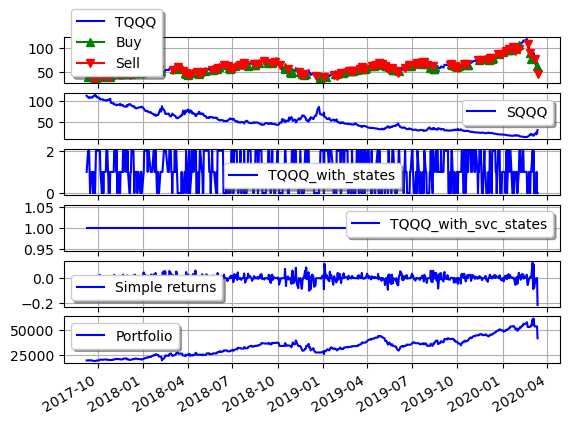 TQQQ
Buy
Sell
100
50
SQQQ
100
50
TQQQ_with_states
2
0
TQQQ_with_svc_states
1.05
1.00
0.95
Simple returns
0.0
−0.2
Portfolio
50000
25000
2017-10 2018-01 2018-04 2018-07 2018-10 2019-01 2019-04 2019-07 2019-10 2020-01 2020-04